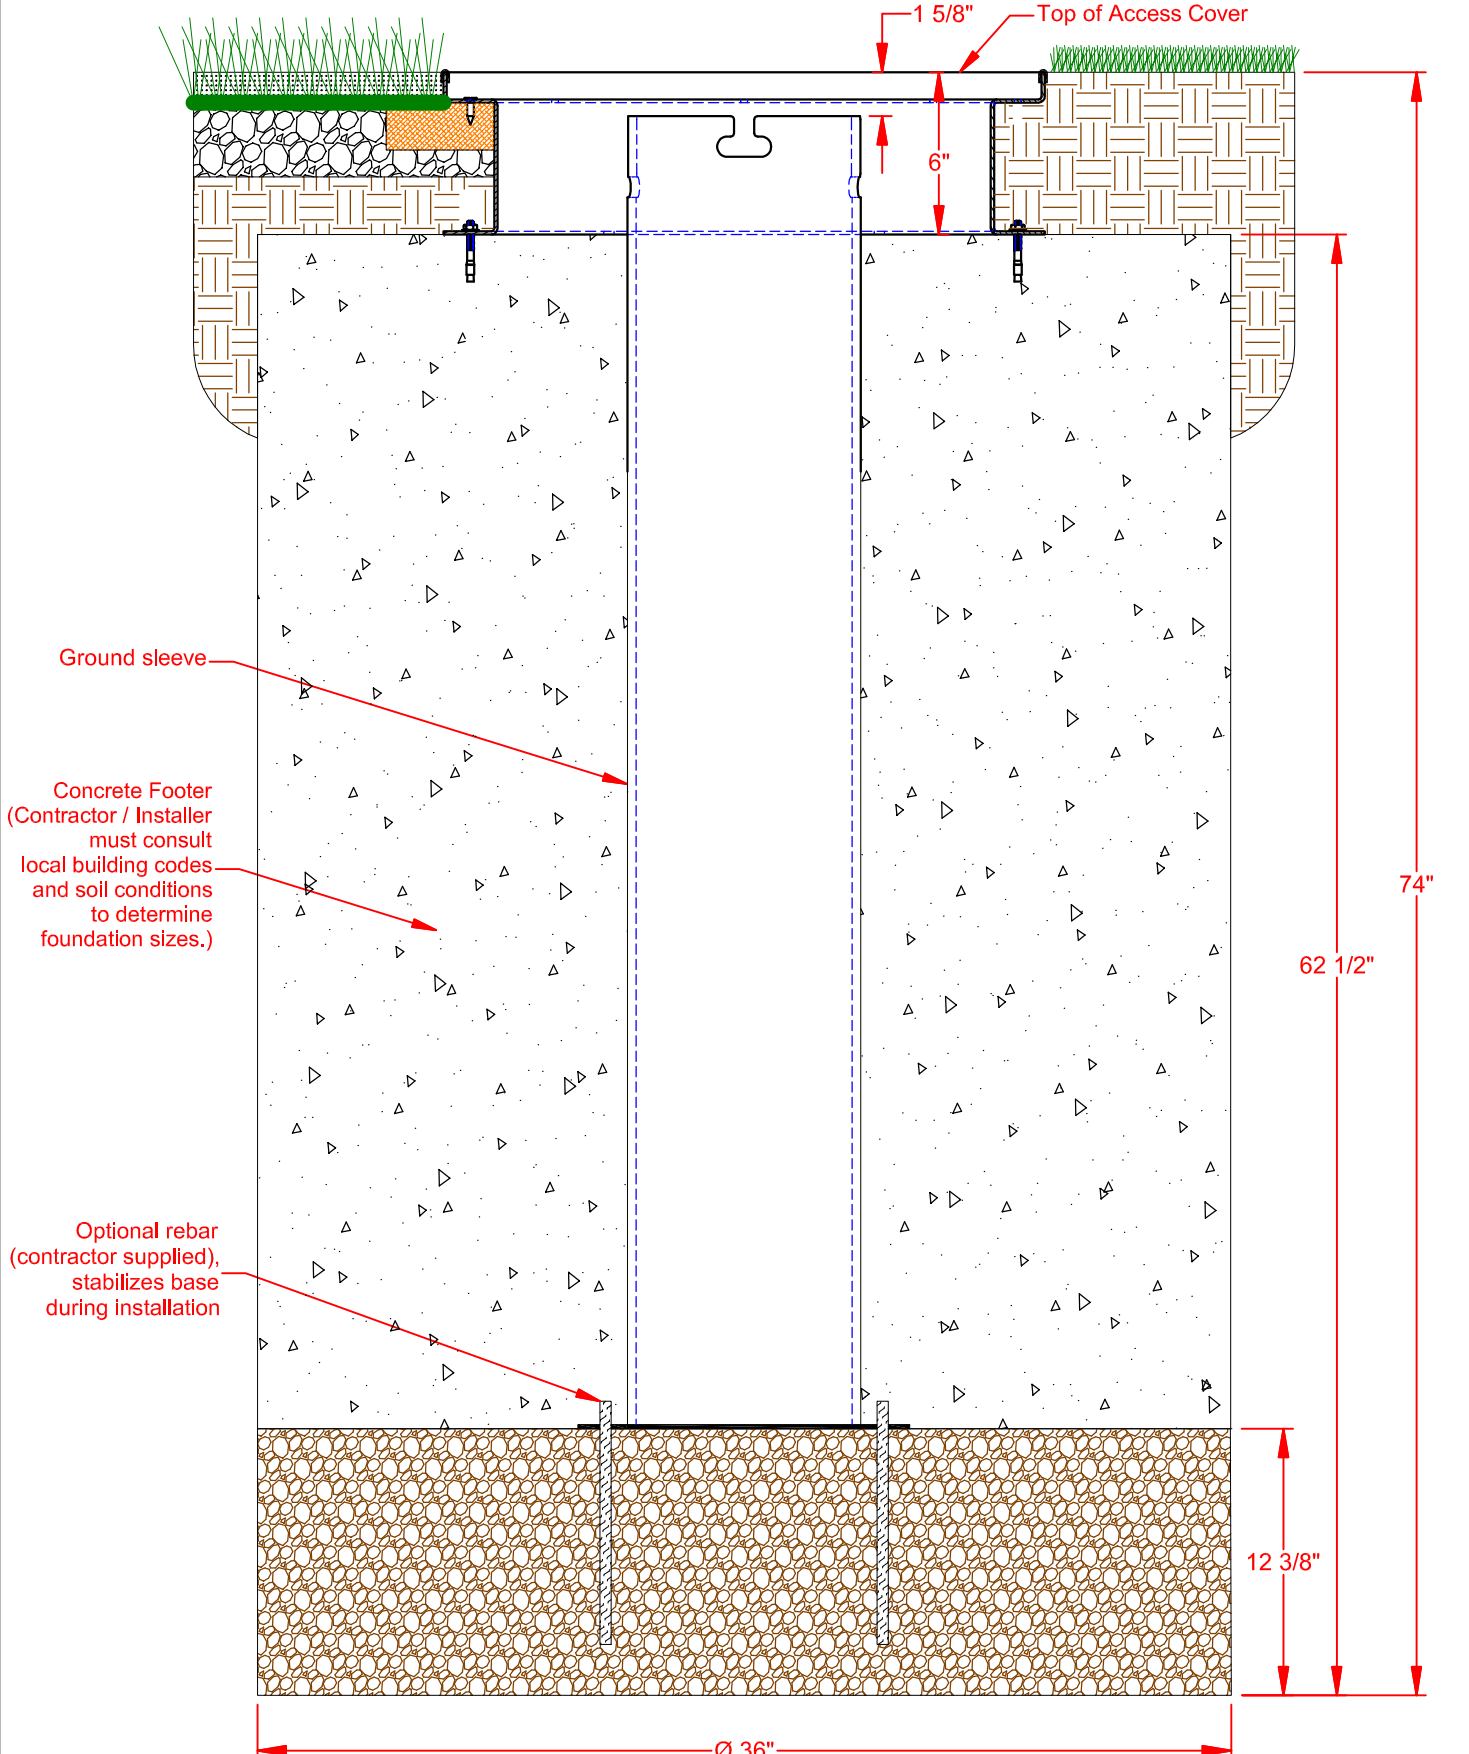 1 5/8"
Top of Access Cover
6"
Ground sleeve
Concrete Footer
(Contractor / Installer
must consult
local building codes
and soil conditions
to determine
foundation sizes.)
74"
62 1/2"
Optional rebar
(contractor supplied),
stabilizes base
during installation
12 3/8"
Ø 36"